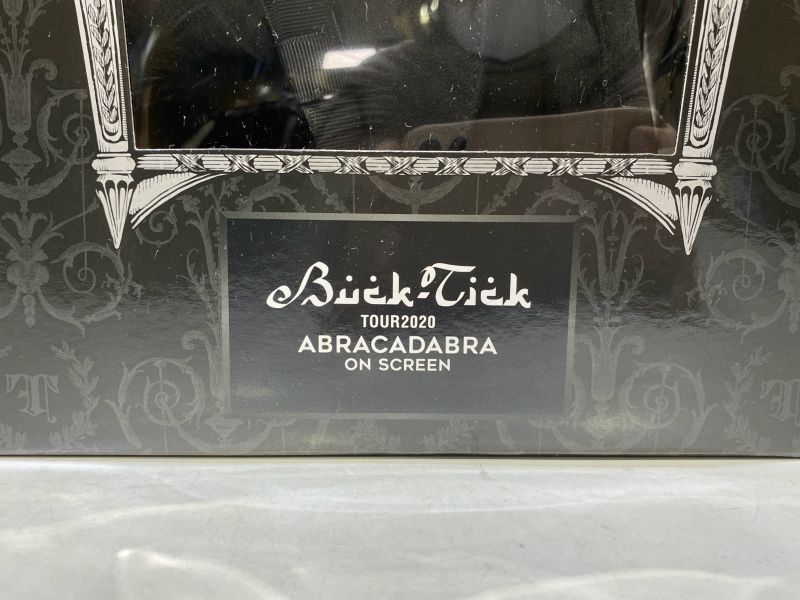 Buck-Tick
TOUR2020
ABRACADABRA
ON SCREEN
T